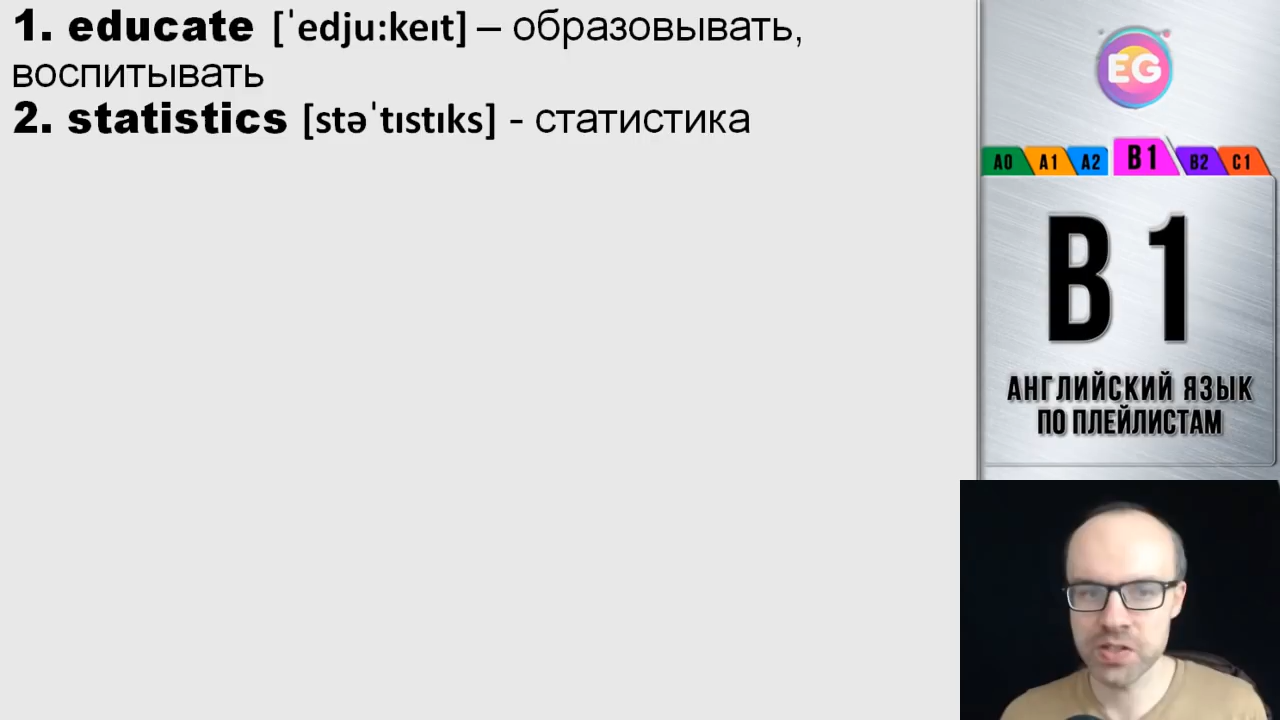 1. educate [ˈedju:keɪt] – образовывать,
воспитывать
2. statistics [stəˈtɪstɪks] - статистика
EG
A0 A1 A2 B1 B2 C1
B 1
АНГЛИЙСКИЙ ЯЗЫК
ПО ПЛЕЙЛИСТАМ